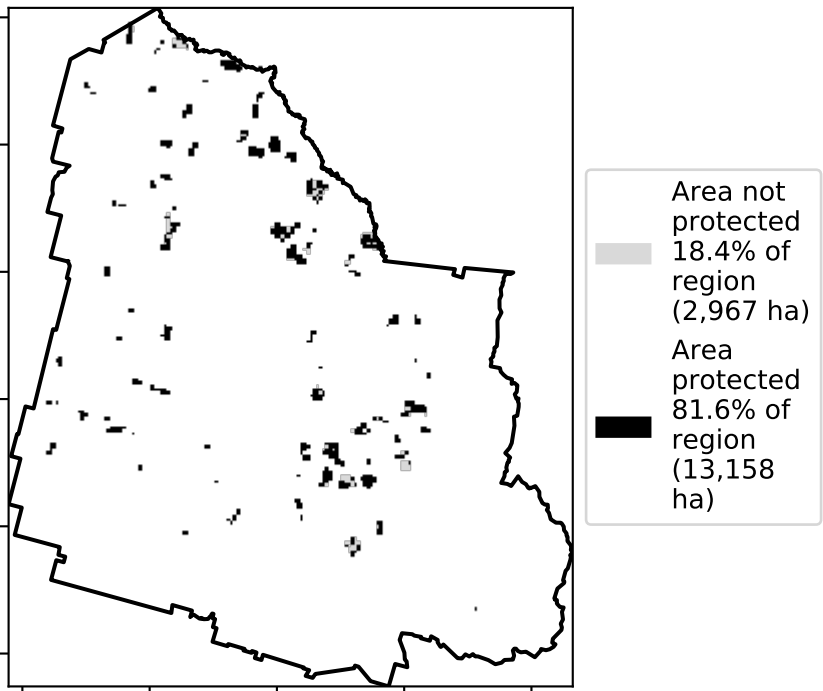 Area not
protected
18.4% of
region
(2,967 ha)
Area
protected
81.6% of
region
(13,158
ha)